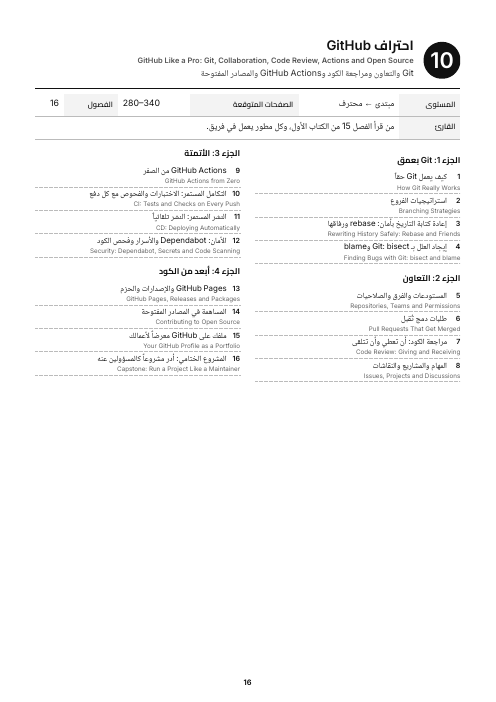 10
احتراف GitHub
GitHub Like a Pro: Git, Collaboration, Code Review, Actions and Open Source
Git والتعاون ومراجعة الكود وGitHub Actions والمصادر المفتوحة
المستوى مبتدئ ← محترف الصفحات المتوقعة 280–340 الفصول 16
القارئ من قرأ الفصل 15 من الكتاب الأول، وكل مطور يعمل في فريق.
الجزء 1: Git بعمق
1 كيف يعمل Git حقاً
How Git Really Works
2 استراتيجيات الفروع
Branching Strategies
3 إعادة كتابة التاريخ بأمان: rebase ورفاقها
Rewriting History Safely: Rebase and Friends
4 إيجاد العلل بـ Git: bisect وblame
Finding Bugs with Git: bisect and blame
الجزء 2: التعاون
5 المستودعات والفرق والصلاحيات
Repositories, Teams and Permissions
6 طلبات دمج تُقبل
Pull Requests That Get Merged
7 مراجعة الكود: أن تعطي وأن تتلقى
Code Review: Giving and Receiving
8 المهام والمشاريع والنقاشات
Issues, Projects and Discussions
الجزء 3: الأتمتة
9 GitHub Actions من الصفر
GitHub Actions from Zero
10 التكامل المستمر: الاختبارات والفحوص مع كل دفع
CI: Tests and Checks on Every Push
11 النشر المستمر: النشر تلقائياً
CD: Deploying Automatically
12 الأمان: Dependabot والأسرار وفحص الكود
Security: Dependabot, Secrets and Code Scanning
الجزء 4: أبعد من الكود
13 GitHub Pages والإصدارات والحزم
GitHub Pages, Releases and Packages
14 المساهمة في المصادر المفتوحة
Contributing to Open Source
15 ملفك على GitHub معرضاً لأعمالك
Your GitHub Profile as a Portfolio
16 المشروع الختامي: أدر مشروعاً كالمسؤولين عنه
Capstone: Run a Project Like a Maintainer
16